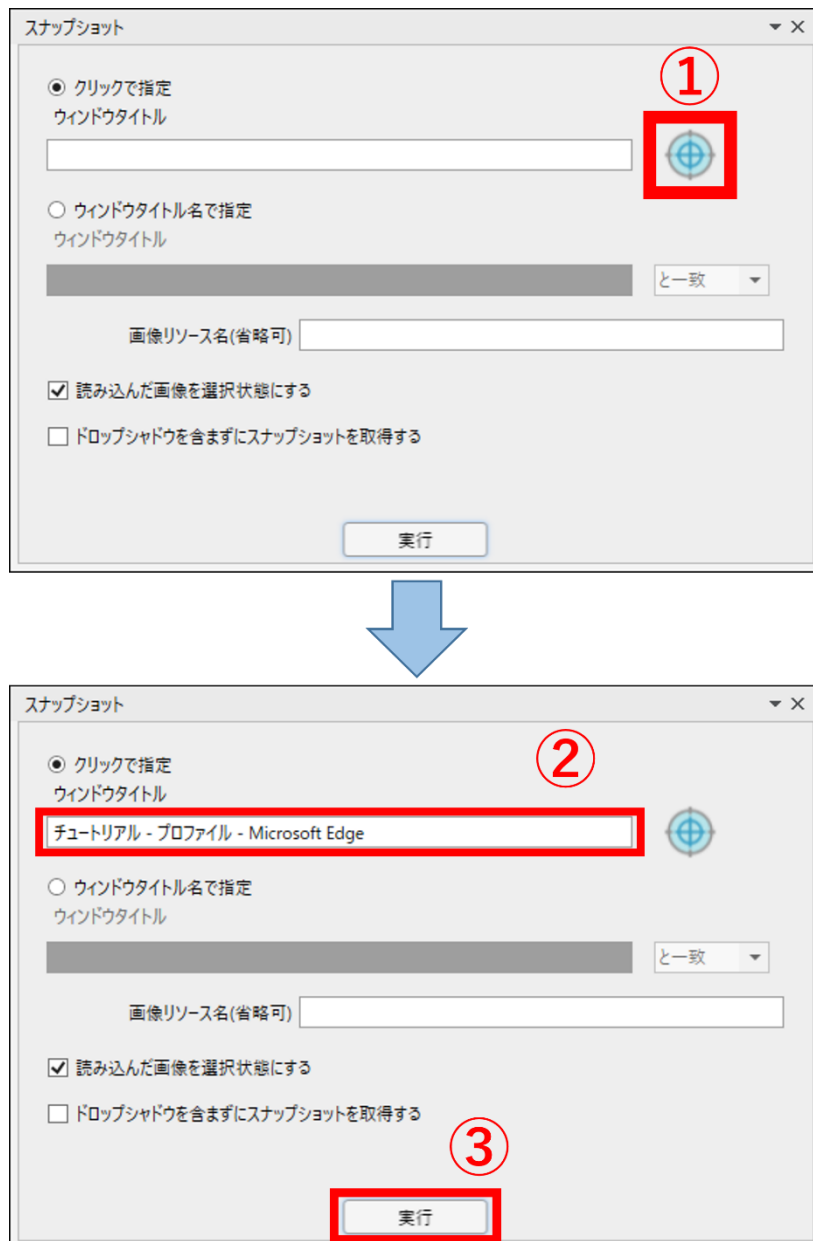 スナップショット
①
クリックで指定
ウィンドウタイトル
ウィンドウタイトル名で指定
ウィンドウタイトル
と一致
画像リソース名(省略可)
読み込んだ画像を選択状態にする
ドロップシャドウを含まずにスナップショットを取得する
実行
スナップショット
②
クリックで指定
ウィンドウタイトル
チュートリアル - プロファイル - Microsoft Edge
ウィンドウタイトル名で指定
ウィンドウタイトル
と一致
画像リソース名(省略可)
読み込んだ画像を選択状態にする
ドロップシャドウを含まずにスナップショットを取得する
③
実行